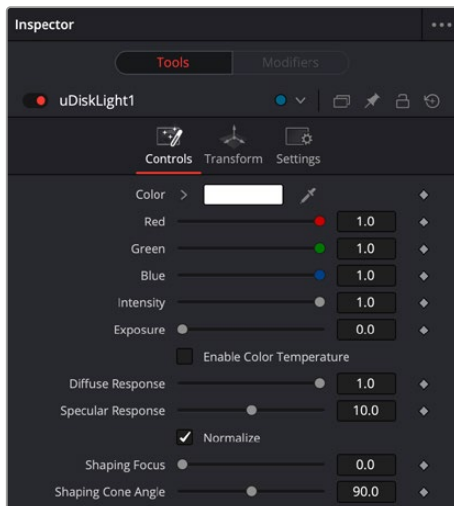 Inspector
Tools Modifiers
uDiskLight1
Controls Transform Settings
Color
Red 1.0
Green 1.0
Blue 1.0
Intensity 1.0
Exposure 0.0
Enable Color Temperature
Diffuse Response 1.0
Specular Response 10.0
Normalize
Shaping Focus 0.0
Shaping Cone Angle 90.0